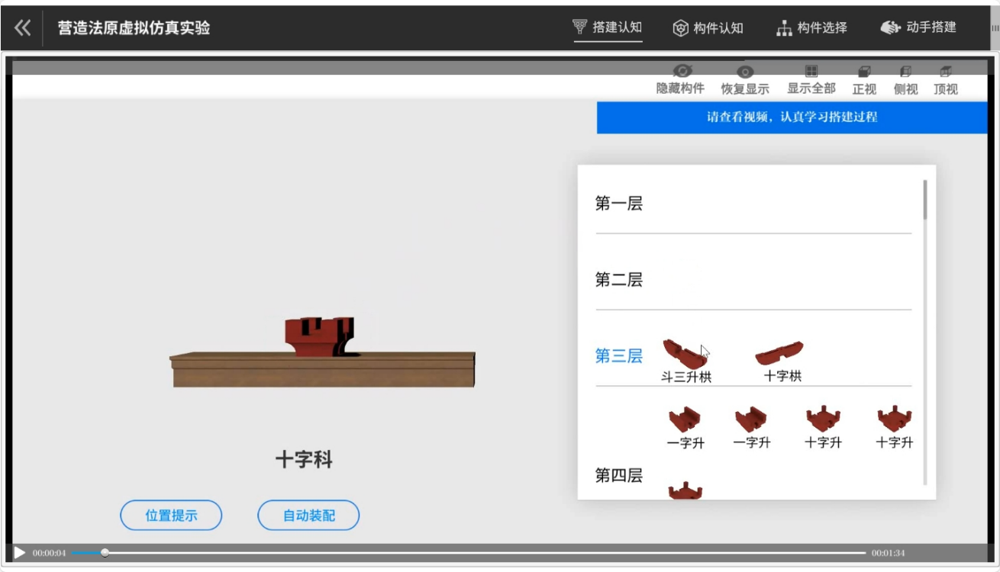 营造法原虚拟仿真实验
搭建认知 构件认知 构件选择 动手搭建
隐藏构件 恢复显示 显示全部 正视 侧视 顶视
请查看视频，认真学习搭建过程
第一层
第二层
第三层
斗三升栱 十字栱
一字升 一字升 十字升 十字升
第四层
十字科
位置提示 自动装配
00:00:04 00:01:34